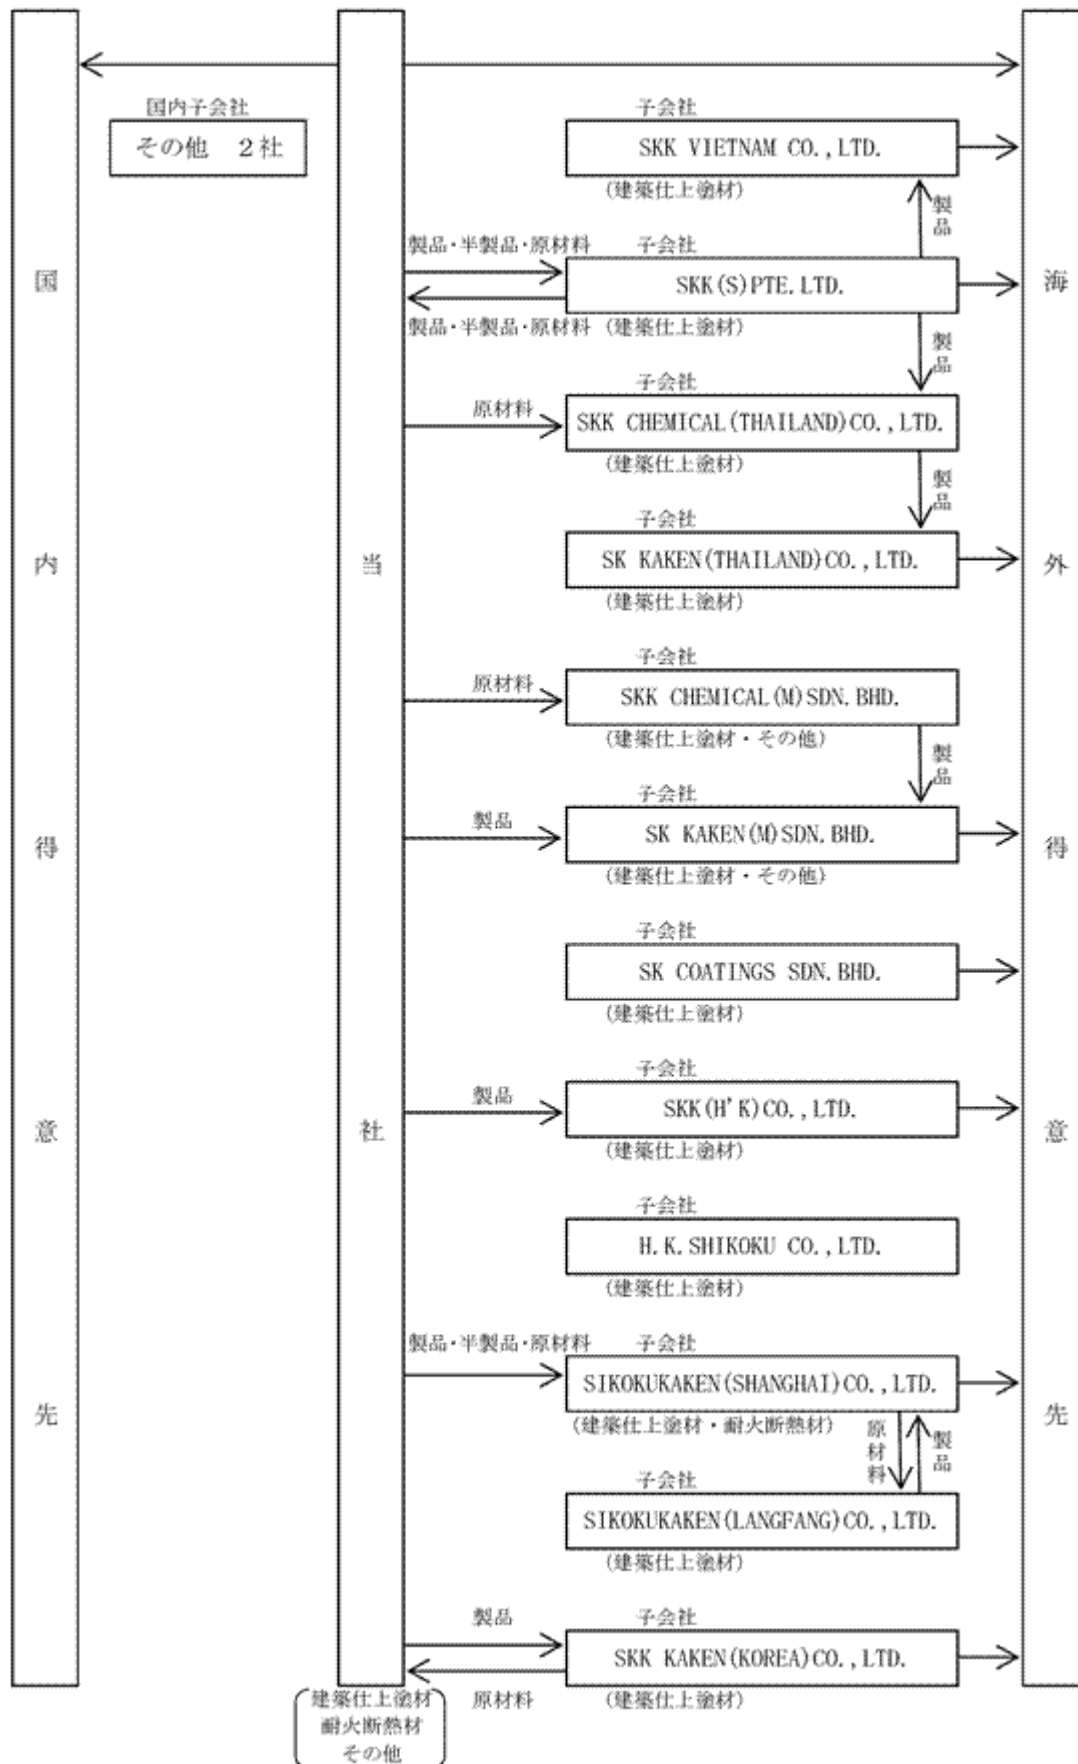 国内得意先
当社
海外得意先
国内子会社
その他 2社
子会社
SKK VIETNAM CO.,LTD.
(建築仕上塗材)
製品
製品・半製品・原材料
子会社
SKK(S)PTE.LTD.
製品・半製品・原材料
(建築仕上塗材)
製品
子会社
原材料
SKK CHEMICAL(THAILAND)CO.,LTD.
(建築仕上塗材)
製品
子会社
SK KAKEN(THAILAND)CO.,LTD.
(建築仕上塗材)
子会社
原材料
SKK CHEMICAL(M)SDN.BHD.
(建築仕上塗材・その他)
製品
子会社
製品
SK KAKEN(M)SDN.BHD.
(建築仕上塗材・その他)
子会社
SK COATINGS SDN.BHD.
(建築仕上塗材)
子会社
製品
SKK(H'K)CO.,LTD.
(建築仕上塗材)
子会社
H.K.SHIKOKU CO.,LTD.
(建築仕上塗材)
製品・半製品・原材料
子会社
SIKOKUKAKEN(SHANGHAI)CO.,LTD.
(建築仕上塗材・耐火断熱材)
原材料
製品
子会社
SIKOKUKAKEN(LANGFANG)CO.,LTD.
(建築仕上塗材)
製品
子会社
SKK KAKEN(KOREA)CO.,LTD.
原材料
(建築仕上塗材)
建築仕上塗材
耐火断熱材
その他